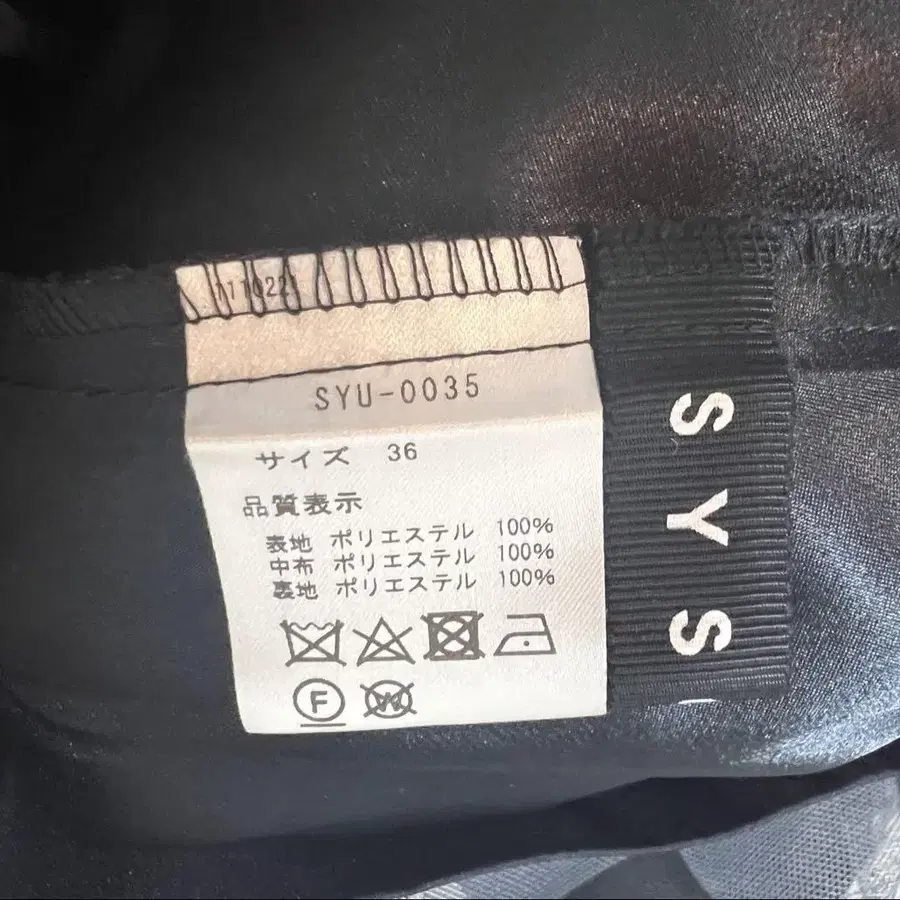 SYU-0035
サイズ 36
品質表示
表地 ポリエステル 100%
中布 ポリエステル 100%
裏地 ポリエステル 100%
F
W
SYS